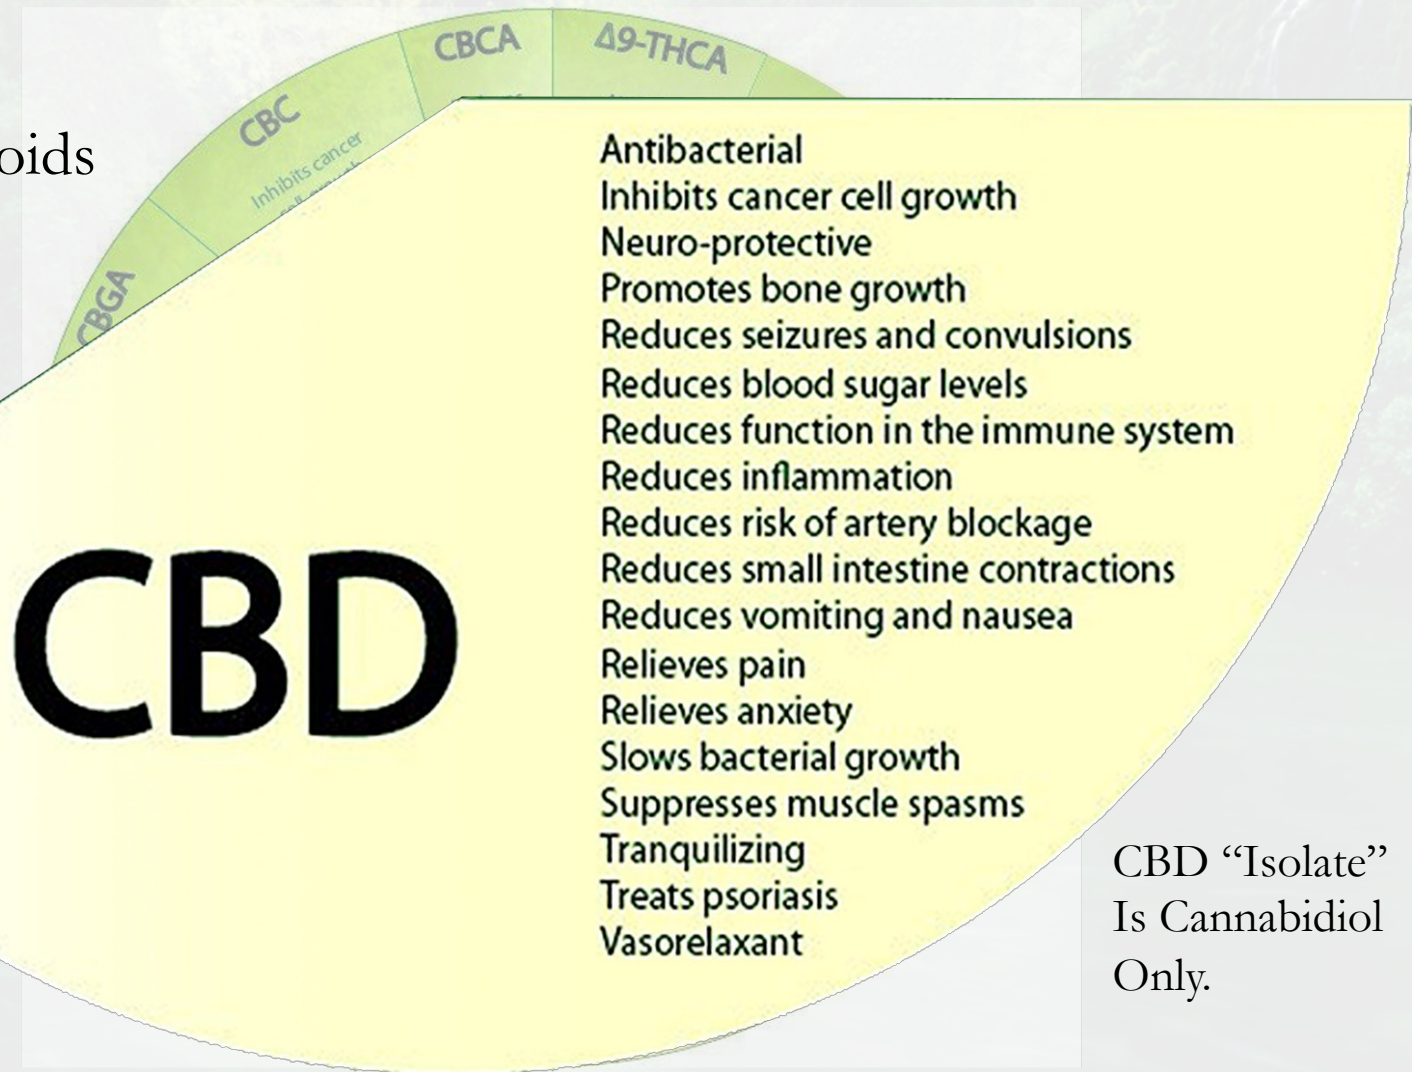 CBCA
Δ9-THCA
CBC
Inhibits cancer
cell growth
oids
CBGA
Antibacterial
Inhibits cancer cell growth
Neuro-protective
Promotes bone growth
Reduces seizures and convulsions
Reduces blood sugar levels
Reduces function in the immune system
Reduces inflammation
Reduces risk of artery blockage
Reduces small intestine contractions
Reduces vomiting and nausea
Relieves pain
Relieves anxiety
Slows bacterial growth
Suppresses muscle spasms
Tranquilizing
Treats psoriasis
Vasorelaxant
CBD
CBD “Isolate”
Is Cannabidiol
Only.